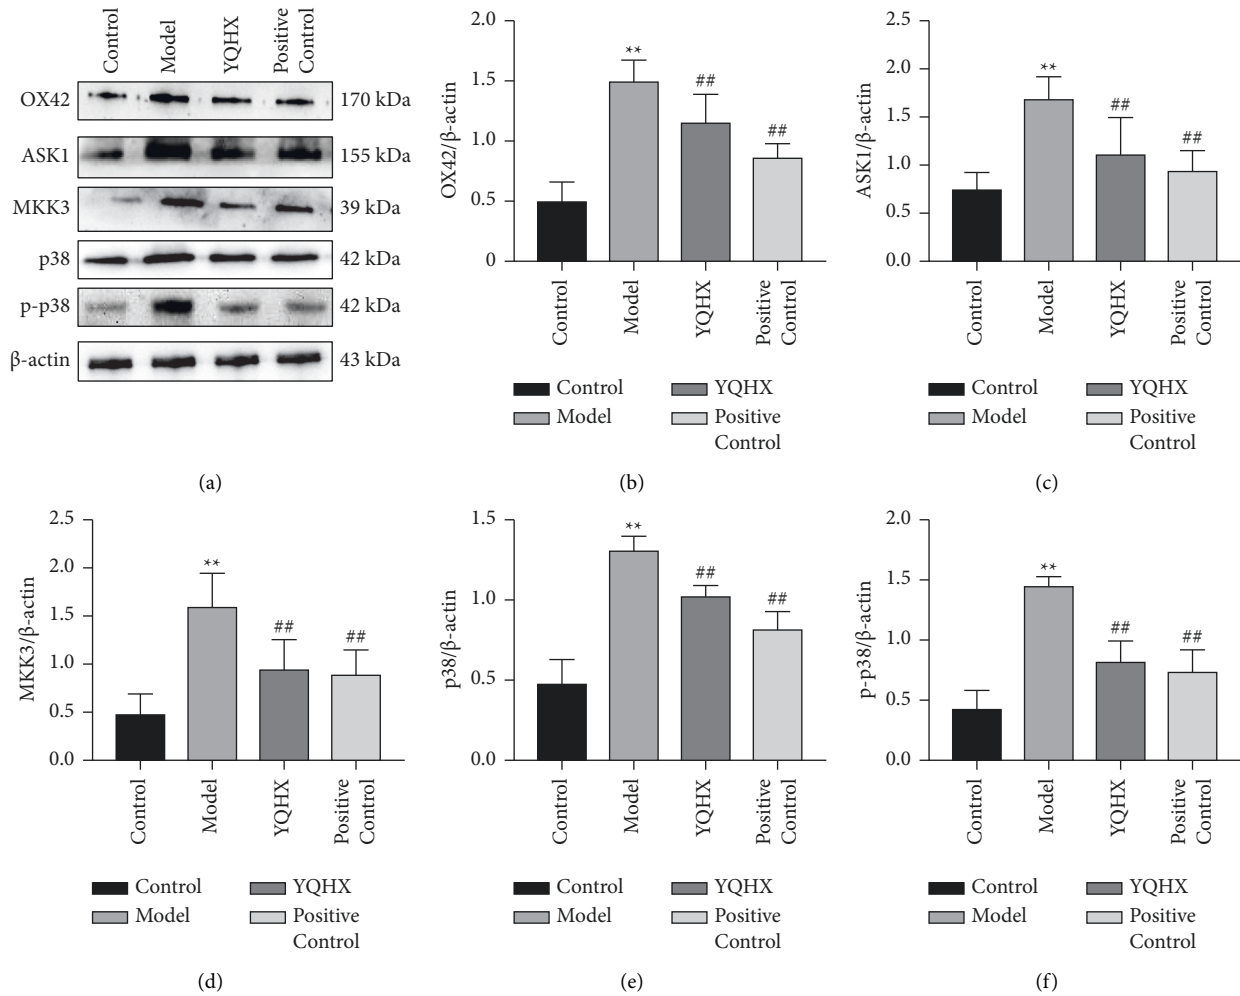 Control
Model
YQHX
Positive
Control
OX42
170 kDa
ASK1
155 kDa
MKK3
39 kDa
p38
42 kDa
p-p38
42 kDa
β-actin
43 kDa
(a)
OX42/β-actin
2.0
1.5
1.0
0.5
0
**
##
##
Control
Model
YQHX
Positive
Control
Control
YQHX
Model
Positive
Control
(b)
ASK1/β-actin
2.5
2.0
1.5
1.0
0.5
0.0
**
##
##
Control
Model
YQHX
Positive
Control
Control
YQHX
Model
Positive
Control
(c)
MKK3/β-actin
2.5
2.0
1.5
1.0
0.5
0.0
**
##
##
Control
Model
YQHX
Positive
Control
Control
YQHX
Model
Positive
Control
(d)
p38/β-actin
1.5
1.0
0.5
0.0
**
##
##
Control
Model
YQHX
Positive
Control
Control
YQHX
Model
Positive
Control
(e)
p-p38/β-actin
2.0
1.5
1.0
0.5
0.0
**
##
##
Control
Model
YQHX
Positive
Control
Control
YQHX
Model
Positive
Control
(f)